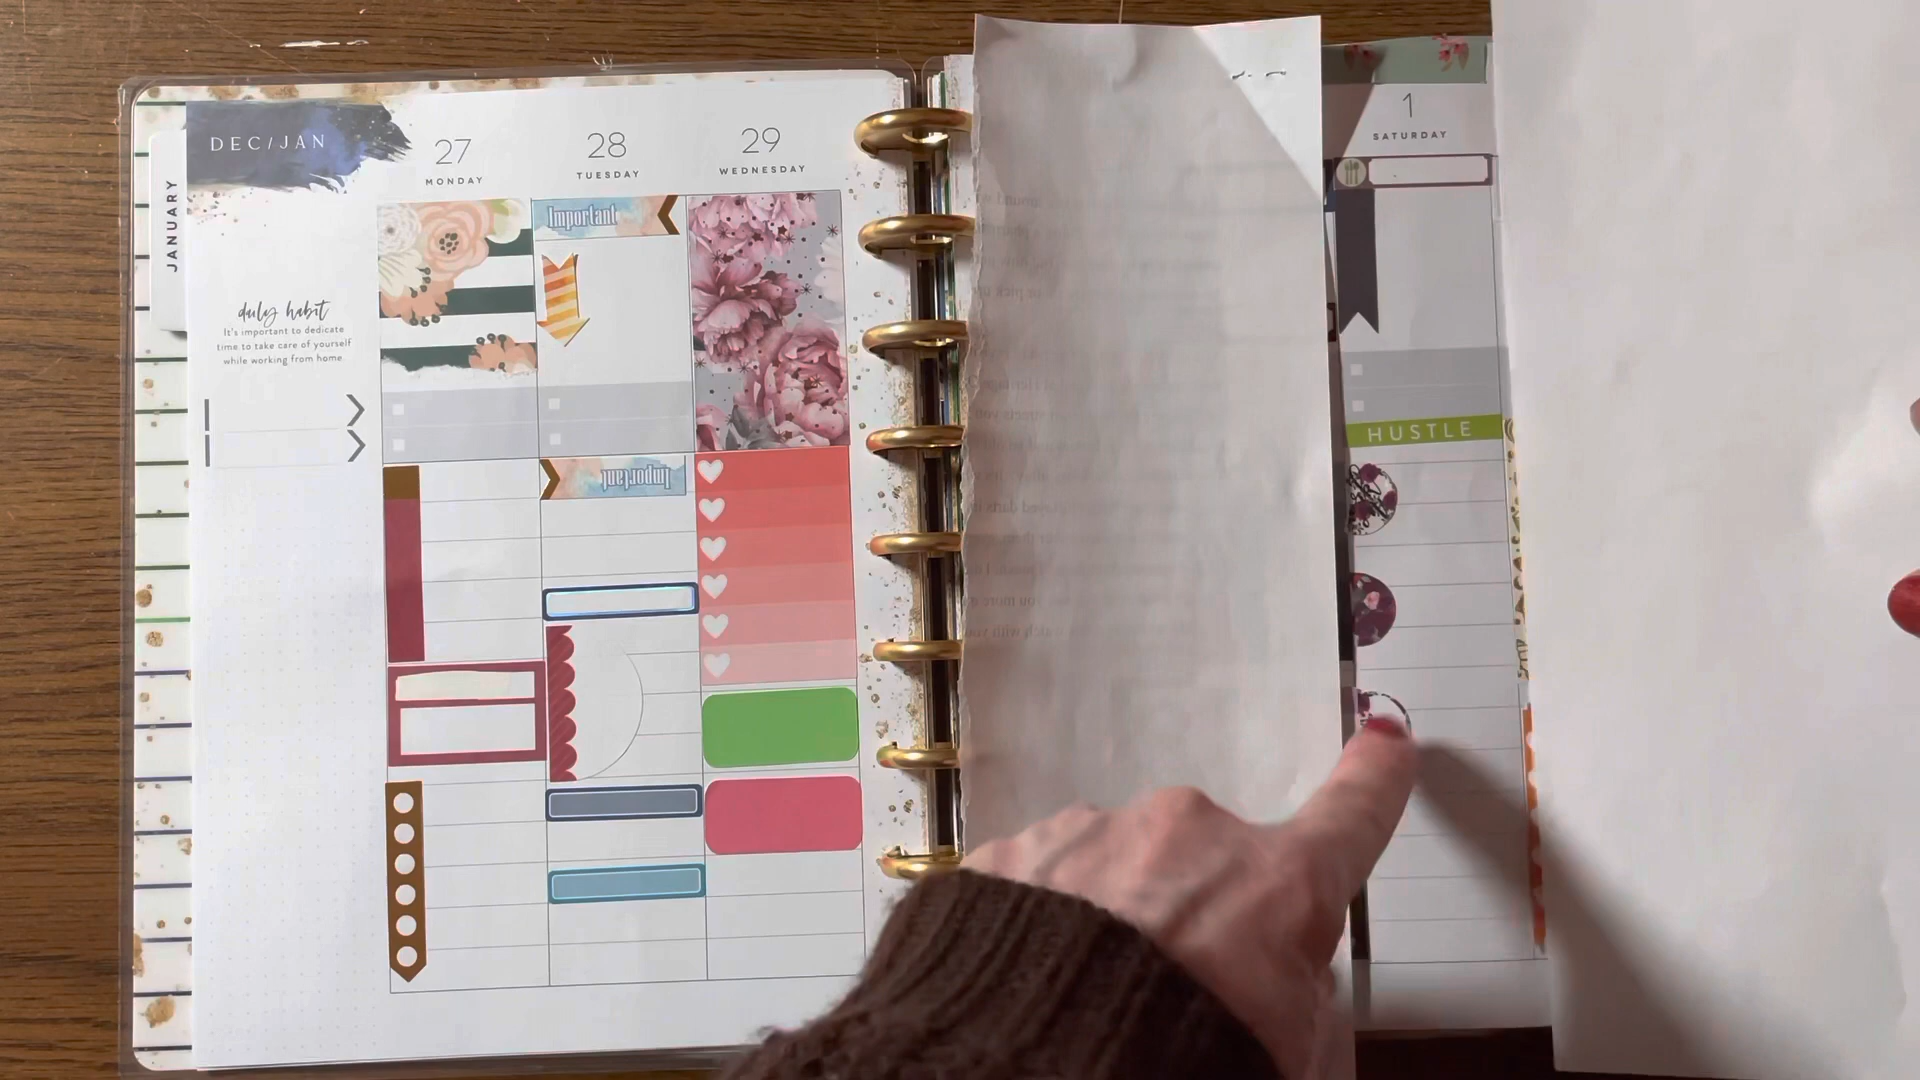 DEC/JAN
JANUARY
27
MONDAY
28
TUESDAY
29
WEDNESDAY
1
SATURDAY
Important
daily habit
It's important to dedicate
time to take care of yourself
while working from home
Important
HUSTLE